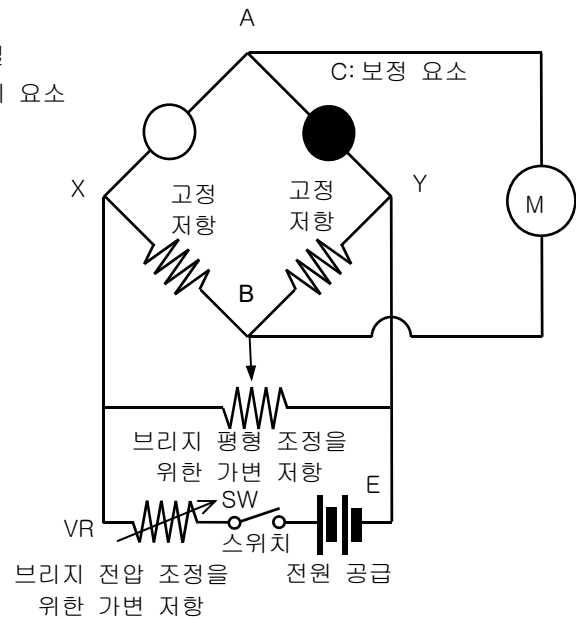 A
요소
C: 보정 요소
X
고정
저항
고정
저항
Y
M
B
브리지 평형 조정을
위한 가변 저항
E
SW
VR
스위치
브리지 전압 조정을
위한 가변 저항
전원 공급